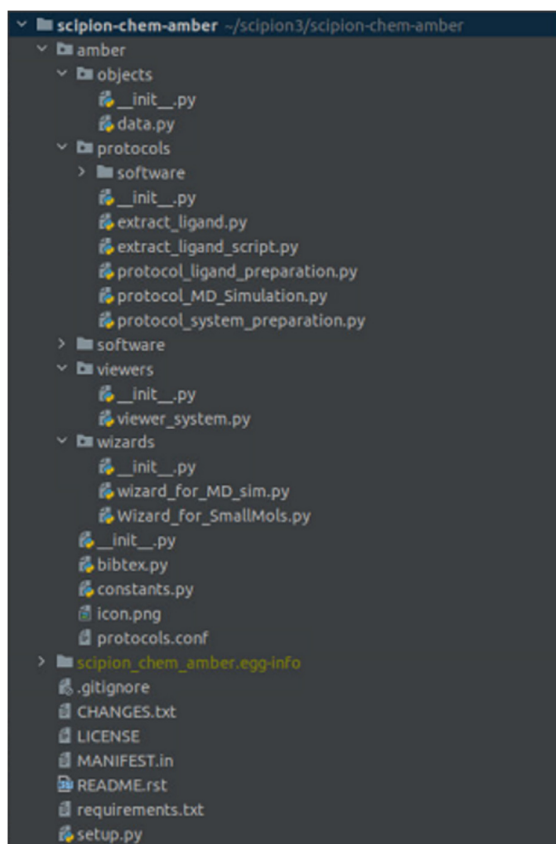 scipion-chem-amber ~/scipion3/scipion-chem-amber
amber
objects
__init__.py
data.py
protocols
software
__init__.py
extract_ligand.py
extract_ligand_script.py
protocol_ligand_preparation.py
protocol_MD_Simulation.py
protocol_system_preparation.py
software
viewers
__init__.py
viewer_system.py
wizards
__init__.py
wizard_for_MD_sim.py
Wizard_for_SmallMols.py
__init__.py
bibtex.py
constants.py
icon.png
protocols.conf
scipion_chem_amber.egg-info
.gitignore
CHANGES.txt
LICENSE
MANIFEST.in
README.rst
requirements.txt
setup.py